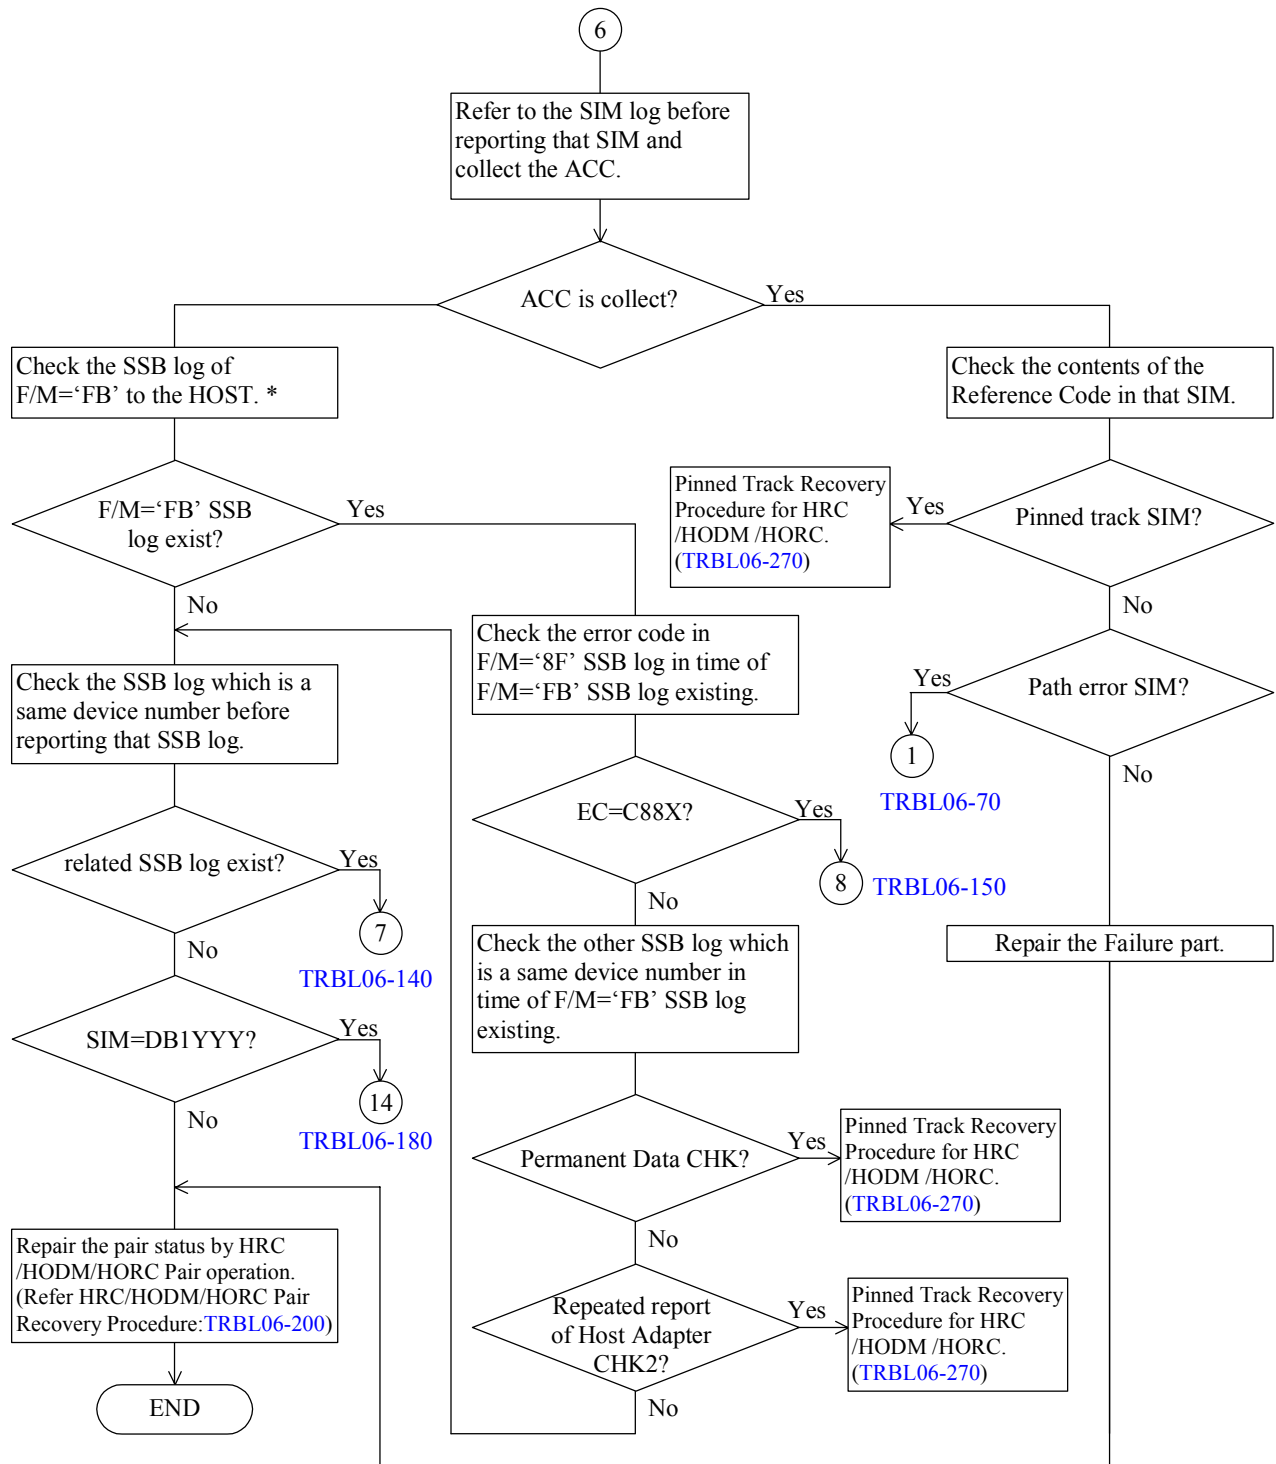 6
Refer to the SIM log before
reporting that SIM and
collect the ACC.
ACC is collect?
Yes
Check the SSB log of
F/M=‘FB’ to the HOST. *
Check the contents of the
Reference Code in that SIM.
F/M=‘FB’ SSB
log exist?
Yes
No
Pinned Track Recovery
Procedure for HRC
/HODM /HORC.
(TRBL06-270)
Yes
Pinned track SIM?
No
Check the error code in
F/M=‘8F’ SSB log in time of
F/M=‘FB’ SSB log existing.
Check the SSB log which is a
same device number before
reporting that SSB log.
Yes
Path error SIM?
No
1
TRBL06-70
EC=C88X?
Yes
No
8
TRBL06-150
related SSB log exist?
Yes
No
7
TRBL06-140
Check the other SSB log which
is a same device number in
time of F/M=‘FB’ SSB log
existing.
Repair the Failure part.
SIM=DB1YYY?
Yes
No
14
TRBL06-180
Permanent Data CHK?
Yes
No
Pinned Track Recovery
Procedure for HRC
/HODM /HORC.
(TRBL06-270)
Repair the pair status by HRC
/HODM/HORC Pair operation.
(Refer HRC/HODM/HORC Pair
Recovery Procedure:TRBL06-200)
Repeated report
of Host Adapter
CHK2?
Yes
No
Pinned Track Recovery
Procedure for HRC
/HODM /HORC.
(TRBL06-270)
END